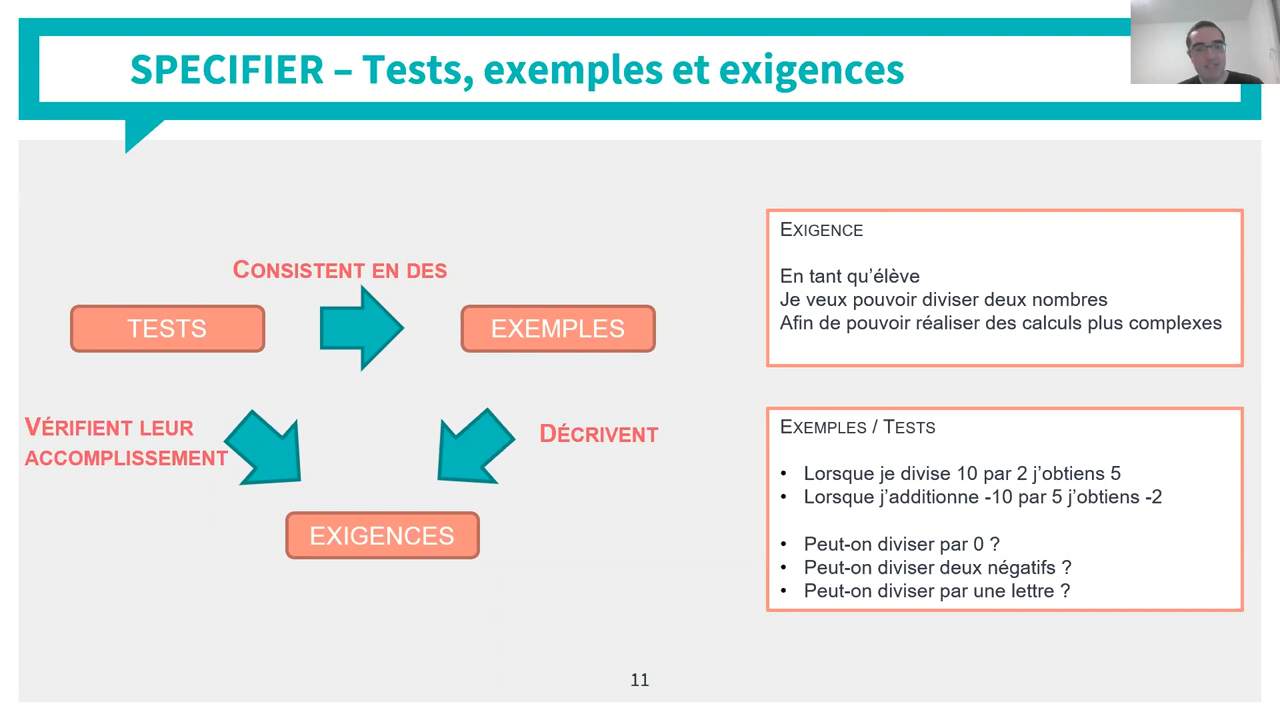 SPECIFIER – Tests, exemples et exigences
CONSISTENT EN DES
TESTS
EXEMPLES
VÉRIFIENT LEUR
ACCOMPLISSEMENT
DÉCRIVENT
EXIGENCES
EXIGENCE
En tant qu’élève
Je veux pouvoir diviser deux nombres
Afin de pouvoir réaliser des calculs plus complexes
EXEMPLES / TESTS
• Lorsque je divise 10 par 2 j’obtiens 5
• Lorsque j’additionne -10 par 5 j’obtiens -2
• Peut-on diviser par 0 ?
• Peut-on diviser deux négatifs ?
• Peut-on diviser par une lettre ?
11